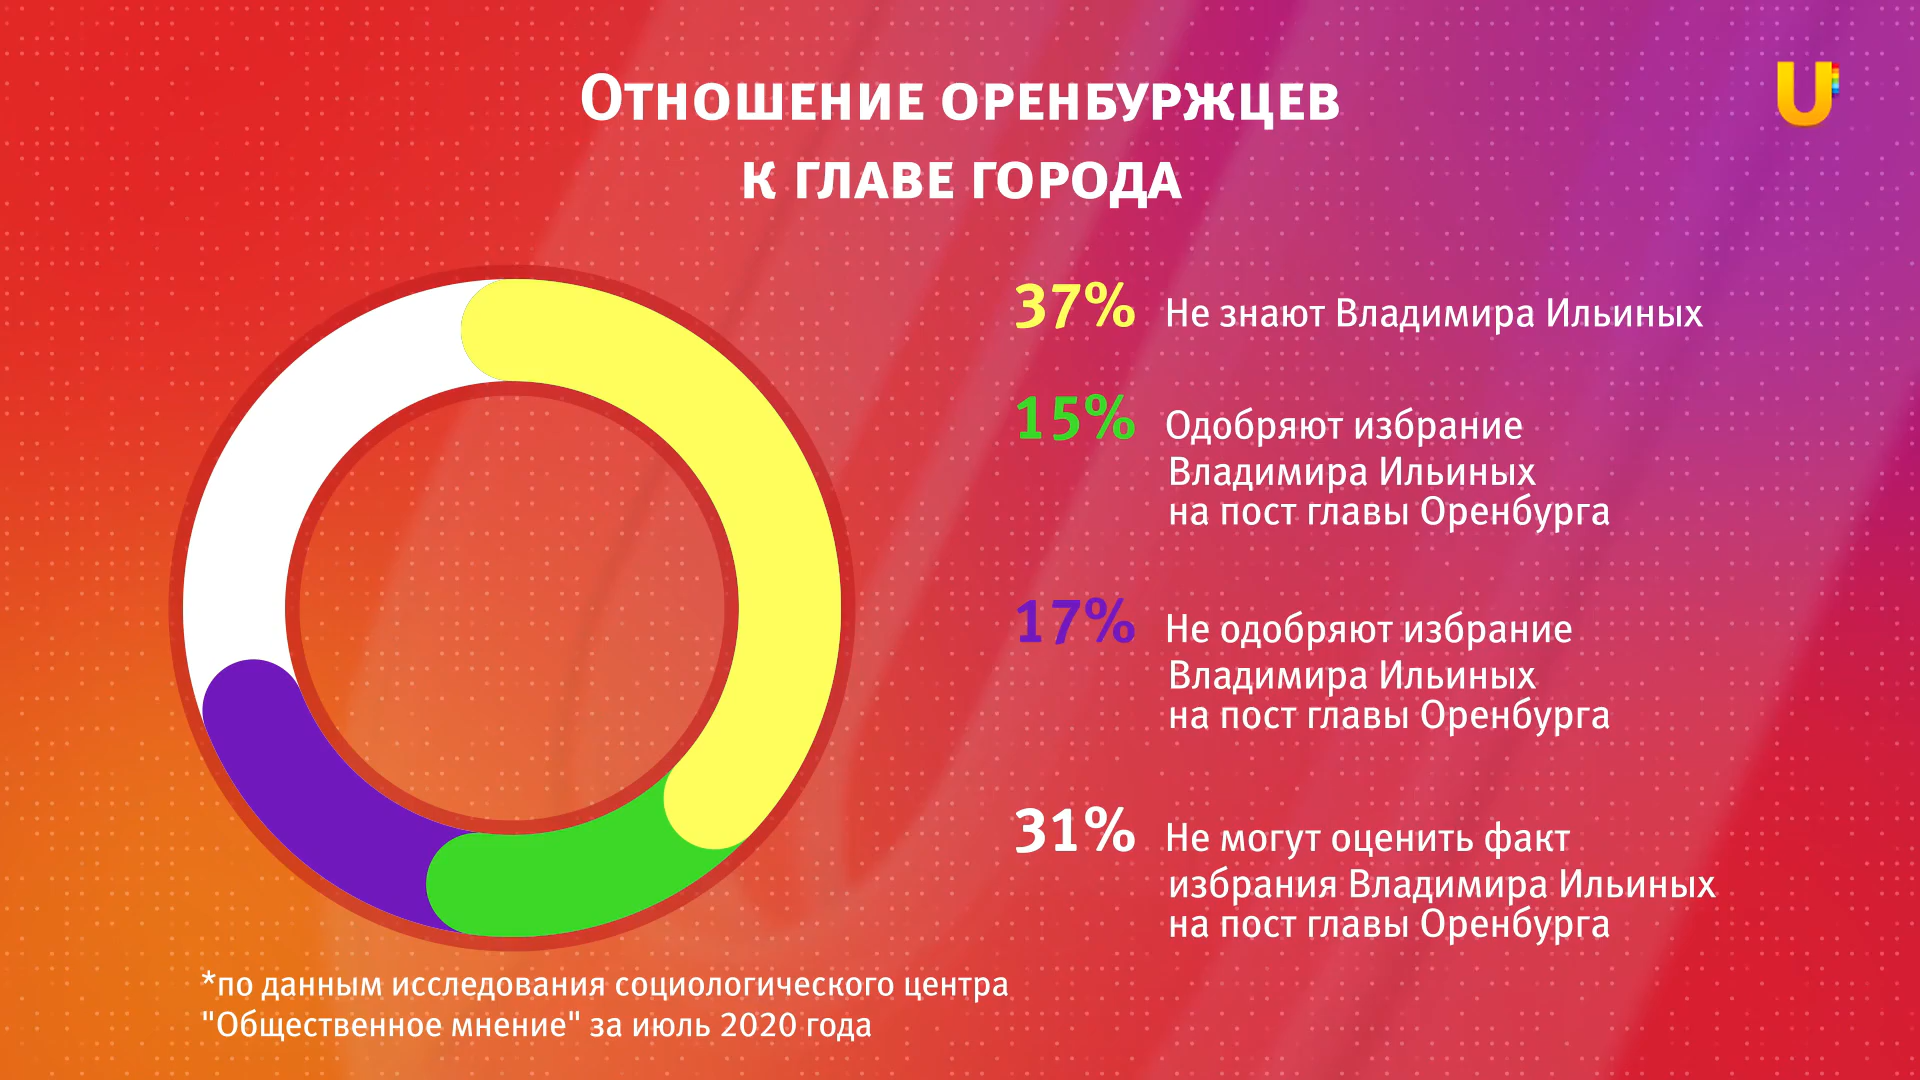 Отношение оренбуржцев
к главе города
U
37% Не знают Владимира Ильиных
15% Одобряют избрание
Владимира Ильиных
на пост главы Оренбурга
17% Не одобряют избрание
Владимира Ильиных
на пост главы Оренбурга
31% Не могут оценить факт
избрания Владимира Ильиных
на пост главы Оренбурга
*по данным исследования социологического центра
"Общественное мнение" за июль 2020 года